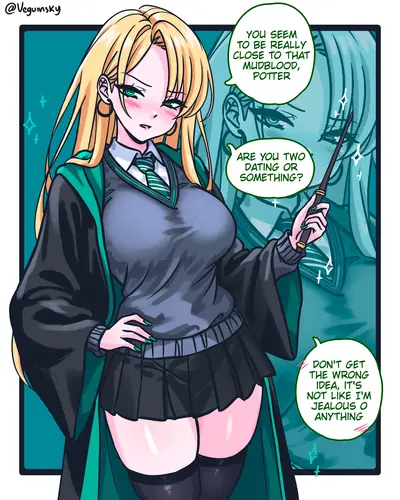 @Vegumsky
YOU SEEM
TO BE REALLY
CLOSE TO THAT
MUDBLOOD,
POTTER
ARE YOU TWO
DATING OR
SOMETHING?
DON'T GET
THE WRONG
IDEA, IT'S
NOT LIKE I'M
JEALOUS O
ANYTHING